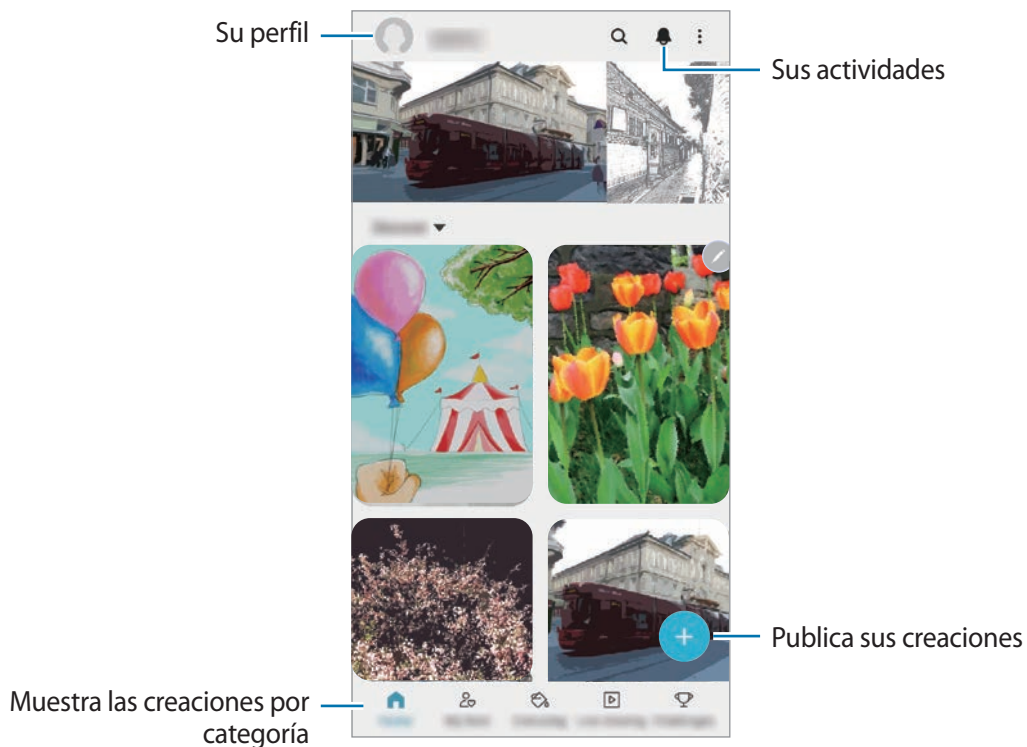 Su perfil
Sus actividades
Publica sus creaciones
Muestra las creaciones por
categoría